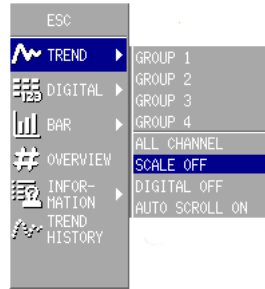 ESC
TREND
DIGITAL
123
BAR
OVERVIEW
INFOR-
MATION
TREND
HISTORY
GROUP 1
GROUP 2
GROUP 3
GROUP 4
ALL CHANNEL
SCALE OFF
DIGITAL OFF
AUTO SCROLL ON